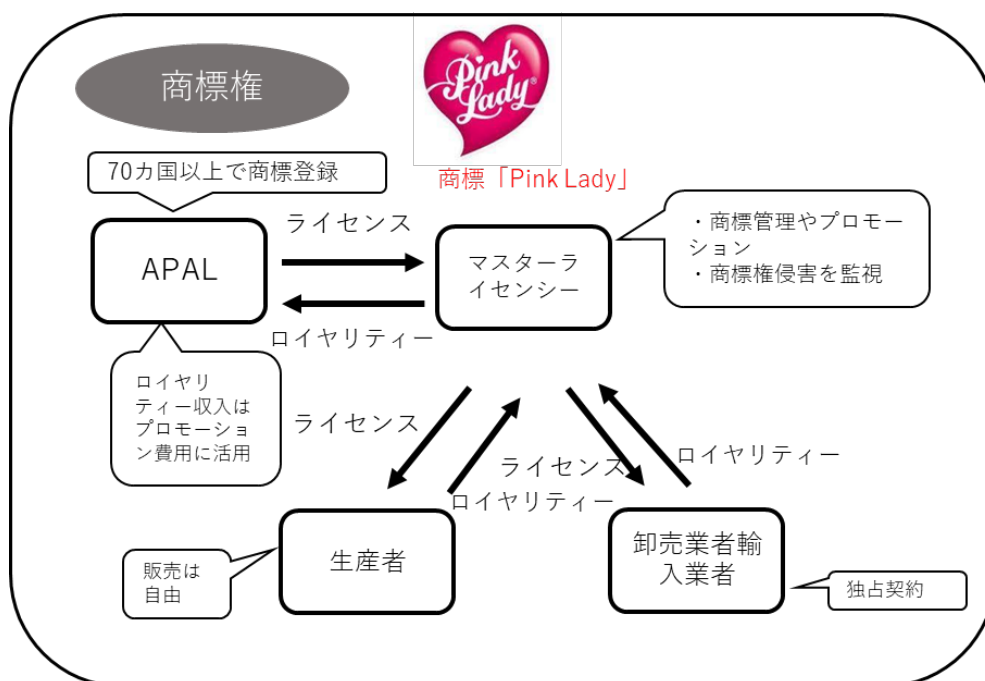 商標権
Pink
Lady®
商標「Pink Lady」
70カ国以上で商標登録
ライセンス
APAL
マスターラ
イセンシー
・商標管理やプロモー
ション
・商標権侵害を監視
ロイヤリティー
ロイヤリ
ティー収入は
プロモーショ
ン費用に活用
ライセンス
ライセンス
ロイヤリティー
ロイヤリティー
生産者
卸売業者輸
入業者
販売は
自由
独占契約